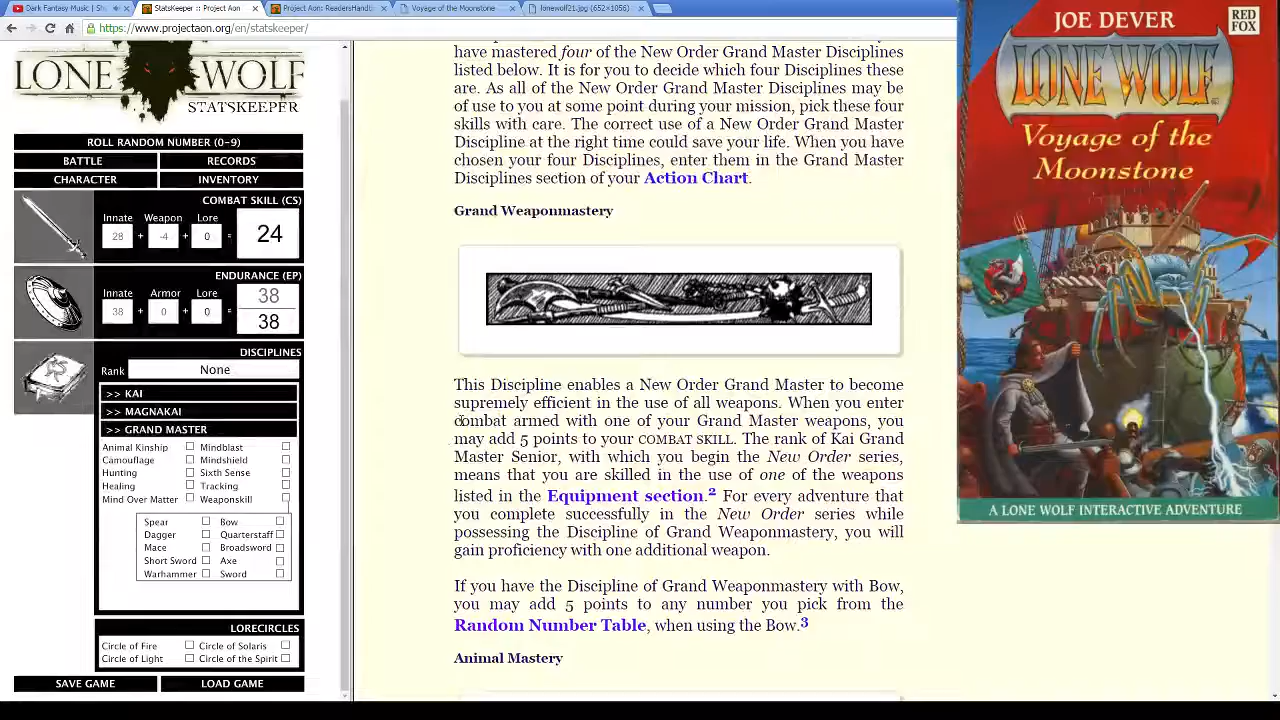 Dark Fantasy Music | Sl
StatsKeeper :: Project Aon
Project Aon: ReadersHandl
Voyage of the Moonstone
lonewolf21.jpg (652×1056)
https://www.projectaon.org/en/statskeeper/
LONE WOLF
STATSKEEPER
ROLL RANDOM NUMBER (0-9)
BATTLE RECORDS
CHARACTER INVENTORY
COMBAT SKILL (CS)
Innate Weapon Lore
28 + -4 + 0 = 24
ENDURANCE (EP)
Innate Armor Lore 38
38 + 0 + 0 = 38
DISCIPLINES
Rank None
>> KAI
>> MAGNAKAI
>> GRAND MASTER
Animal Kinship Mindblast
Camouflage Mindshield
Hunting Sixth Sense
Healing Tracking
Mind Over Matter Weaponskill
Spear Bow
Dagger Quarterstaff
Mace Broadsword
Short Sword Axe
Warhammer Sword
LORECIRCLES
Circle of Fire Circle of Solaris
Circle of Light Circle of the Spirit
SAVE GAME LOAD GAME
have mastered four of the New Order Grand Master Disciplines
listed below. It is for you to decide which four Disciplines these
are. As all of the New Order Grand Master Disciplines may be
of use to you at some point during your mission, pick these four
skills with care. The correct use of a New Order Grand Master
Discipline at the right time could save your life. When you have
chosen your four Disciplines, enter them in the Grand Master
Disciplines section of your Action Chart.
Grand Weaponmastery
This Discipline enables a New Order Grand Master to become
supremely efficient in the use of all weapons. When you enter
combat armed with one of your Grand Master weapons, you
may add 5 points to your COMBAT SKILL. The rank of Kai Grand
Master Senior, with which you begin the New Order series,
means that you are skilled in the use of one of the weapons
listed in the Equipment section.2 For every adventure that
you complete successfully in the New Order series while
possessing the Discipline of Grand Weaponmastery, you will
gain proficiency with one additional weapon.
If you have the Discipline of Grand Weaponmastery with Bow,
you may add 5 points to any number you pick from the
Random Number Table, when using the Bow.3
Animal Mastery
JOE DEVER
RED
FOX
LONE WOLF
Voyage of the
Moonstone
A LONE WOLF INTERACTIVE ADVENTURE